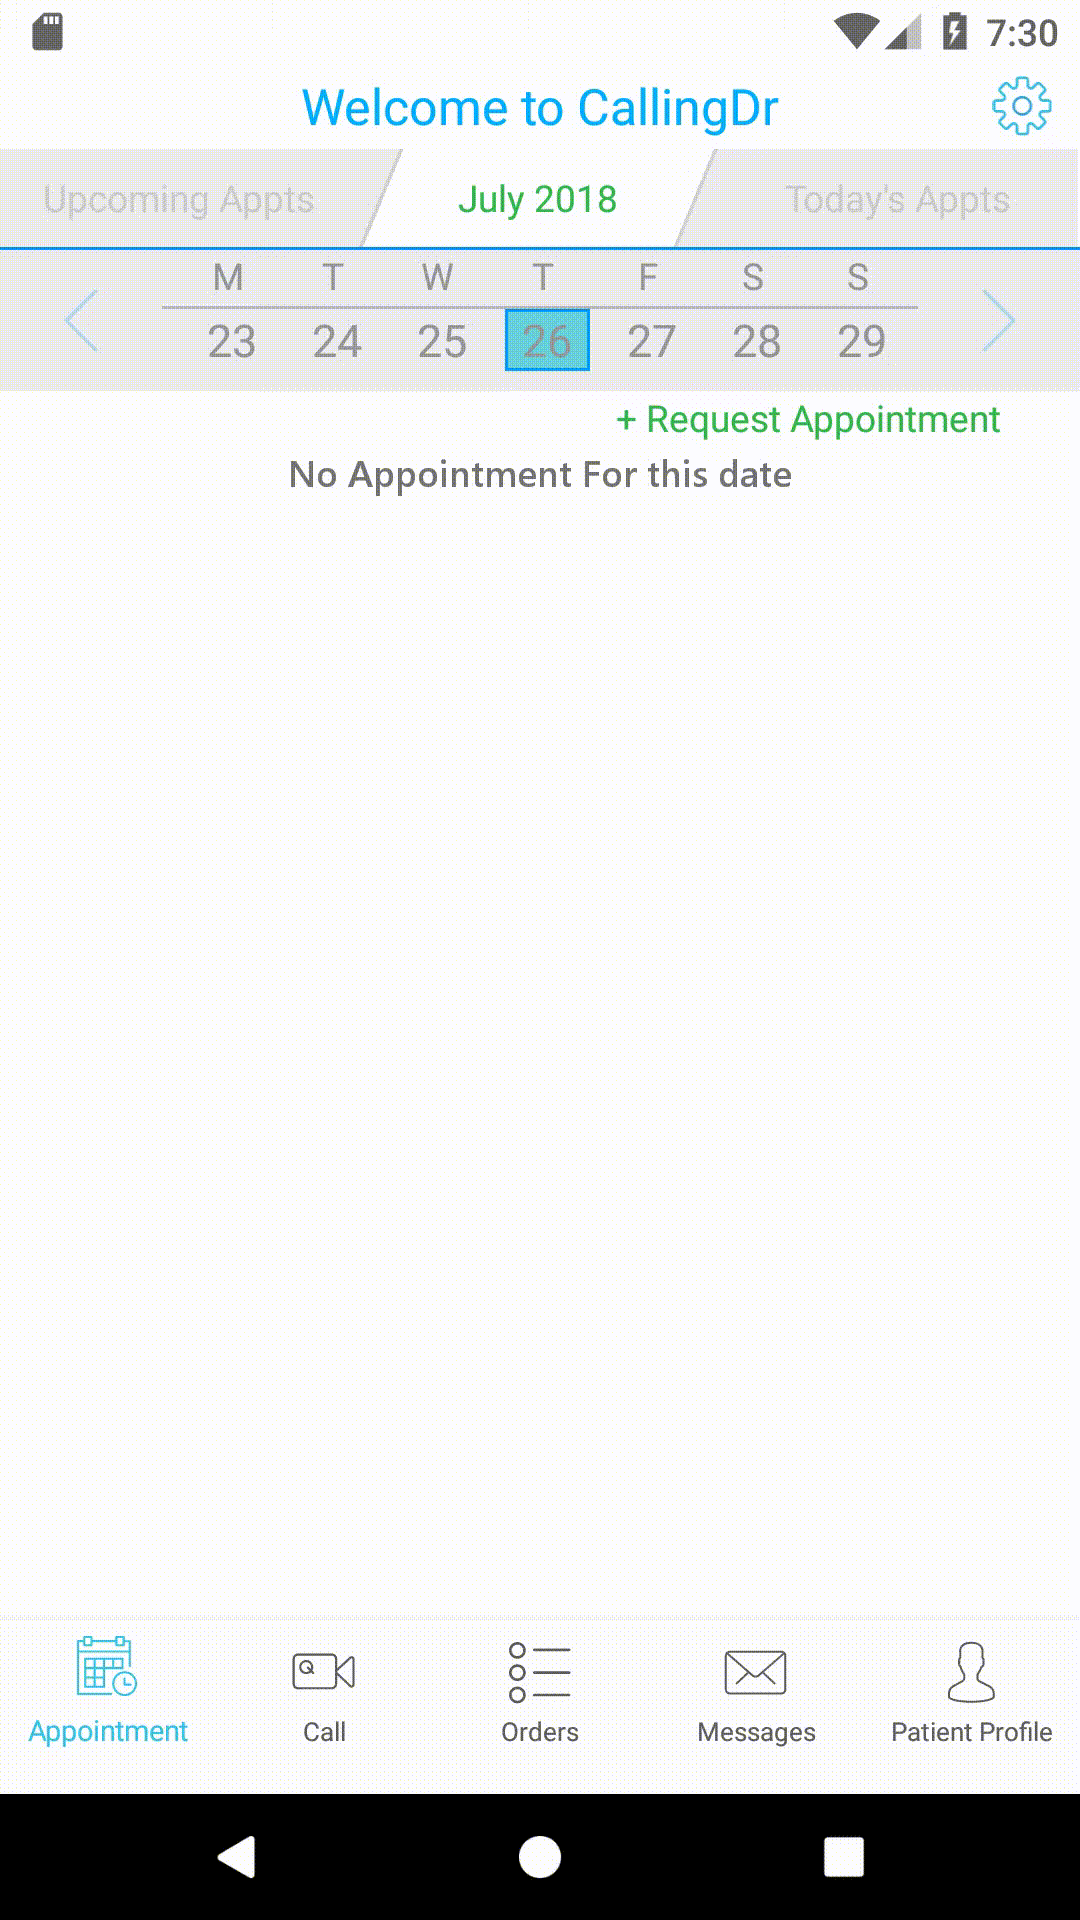 7:30
Welcome to CallingDr
Upcoming Appts July 2018 Today's Appts
M T W T F S S
23 24 25 26 27 28 29
+ Request Appointment
No Appointment For this date
Appointment Call Orders Messages Patient Profile